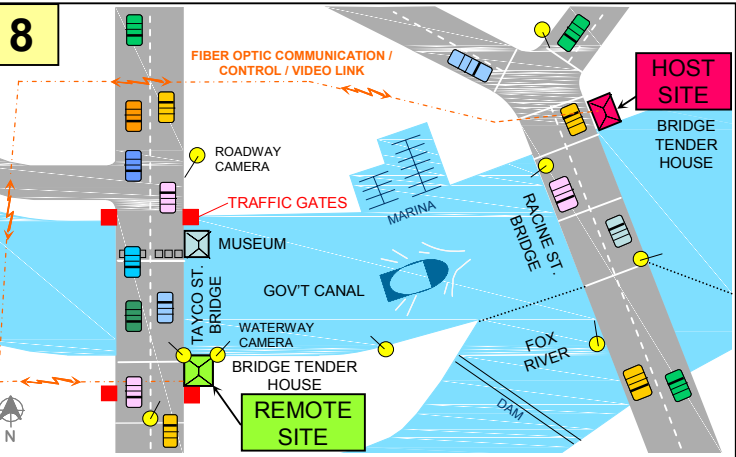 8
FIBER OPTIC COMMUNICATION /
CONTROL / VIDEO LINK
HOST
SITE
BRIDGE
TENDER
HOUSE
ROADWAY
CAMERA
TRAFFIC GATES
MARINA
RACINE ST.
BRIDGE
MUSEUM
TAYCO ST.
BRIDGE
GOV'T CANAL
WATERWAY
CAMERA
FOX
RIVER
BRIDGE TENDER
HOUSE
REMOTE
SITE
DAM
N